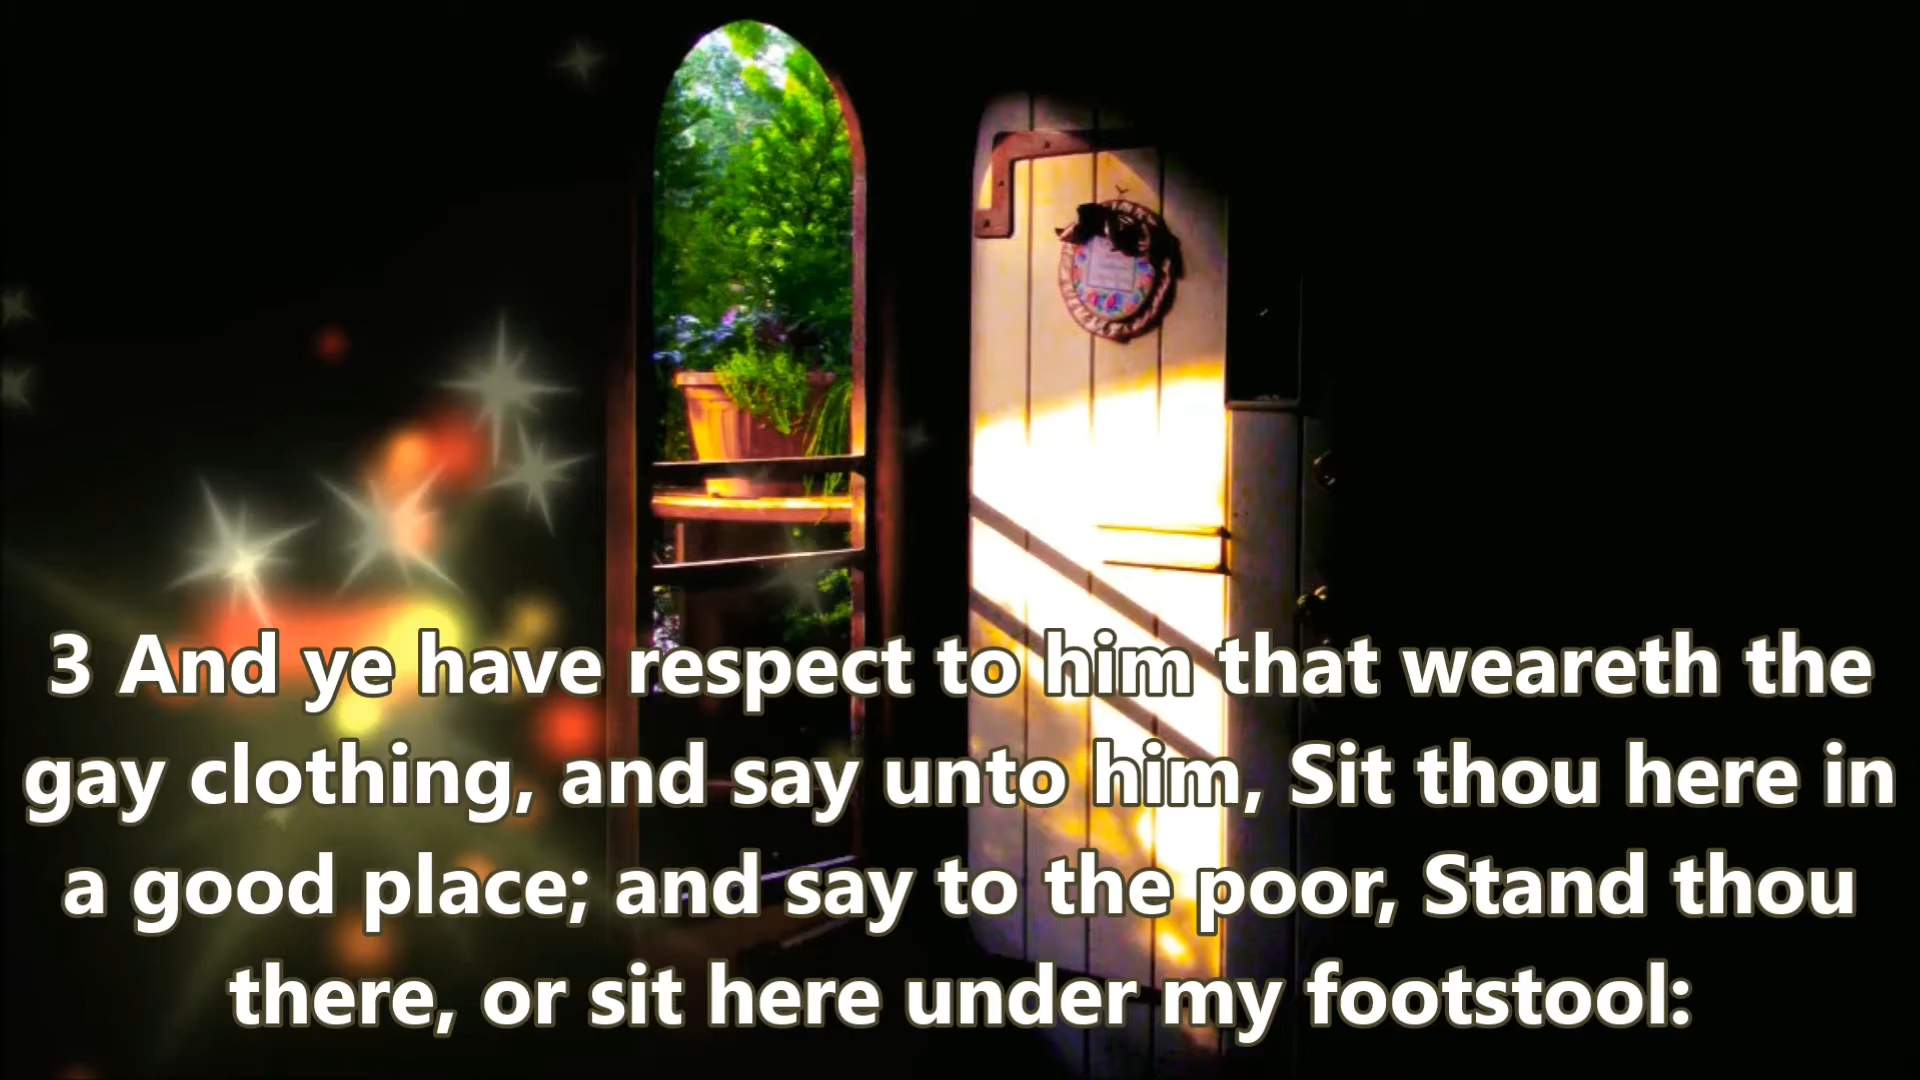 3 And ye have respect to him that weareth the
gay clothing, and say unto him, Sit thou here in
a good place; and say to the poor, Stand thou
there, or sit here under my footstool: